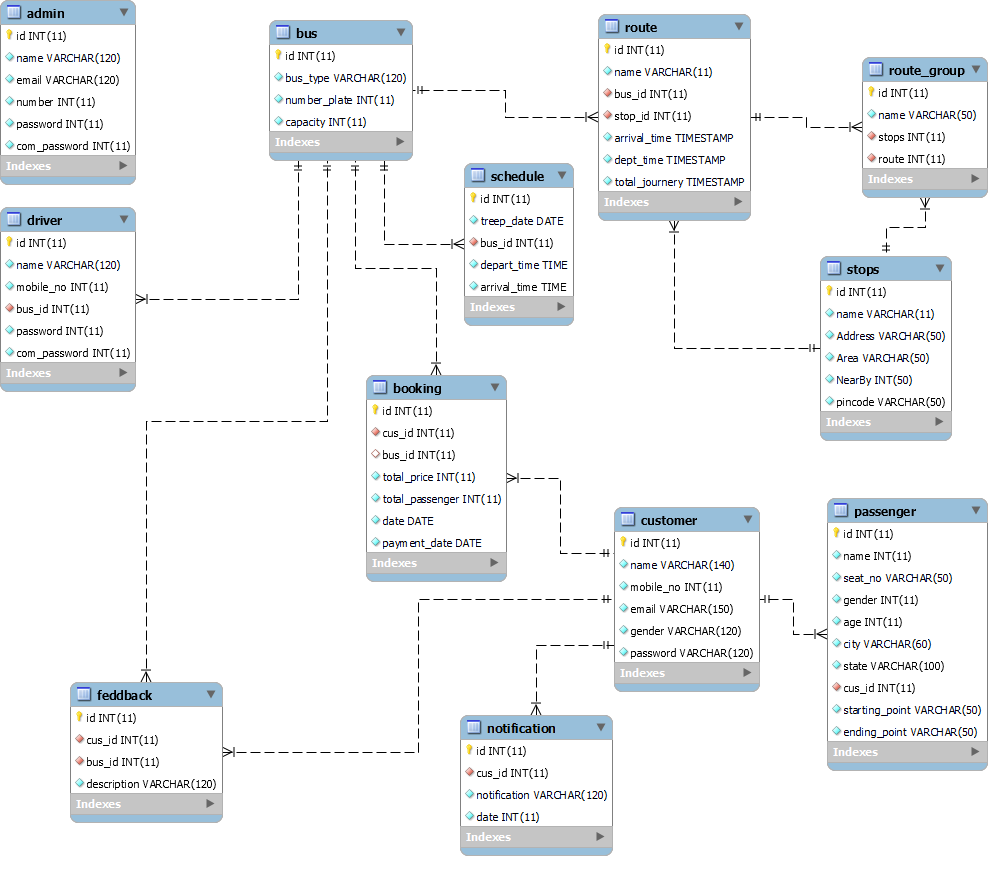 admin
id INT(11)
name VARCHAR(120)
email VARCHAR(120)
number INT(11)
password INT(11)
com_password INT(11)
Indexes
driver
id INT(11)
name VARCHAR(120)
mobile_no INT(11)
bus_id INT(11)
password INT(11)
com_password INT(11)
Indexes
bus
id INT(11)
bus_type VARCHAR(120)
number_plate INT(11)
capacity INT(11)
Indexes
schedule
id INT(11)
treep_date DATE
bus_id INT(11)
depart_time TIME
arrival_time TIME
Indexes
route
id INT(11)
name VARCHAR(11)
bus_id INT(11)
stop_id INT(11)
arrival_time TIMESTAMP
dept_time TIMESTAMP
total_journery TIMESTAMP
Indexes
route_group
id INT(11)
name VARCHAR(50)
stops INT(11)
route INT(11)
Indexes
stops
id INT(11)
name VARCHAR(11)
Address VARCHAR(50)
Area VARCHAR(50)
NearBy INT(50)
pincode VARCHAR(50)
Indexes
booking
id INT(11)
cus_id INT(11)
bus_id INT(11)
total_price INT(11)
total_passenger INT(11)
date DATE
payment_date DATE
Indexes
customer
id INT(11)
name VARCHAR(140)
mobile_no INT(11)
email VARCHAR(150)
gender VARCHAR(120)
password VARCHAR(120)
Indexes
passenger
id INT(11)
name INT(11)
seat_no VARCHAR(50)
gender INT(11)
age INT(11)
city VARCHAR(60)
state VARCHAR(100)
cus_id INT(11)
starting_point VARCHAR(50)
ending_point VARCHAR(50)
Indexes
feddback
id INT(11)
cus_id INT(11)
bus_id INT(11)
description VARCHAR(120)
Indexes
notification
id INT(11)
cus_id INT(11)
notification VARCHAR(120)
date INT(11)
Indexes